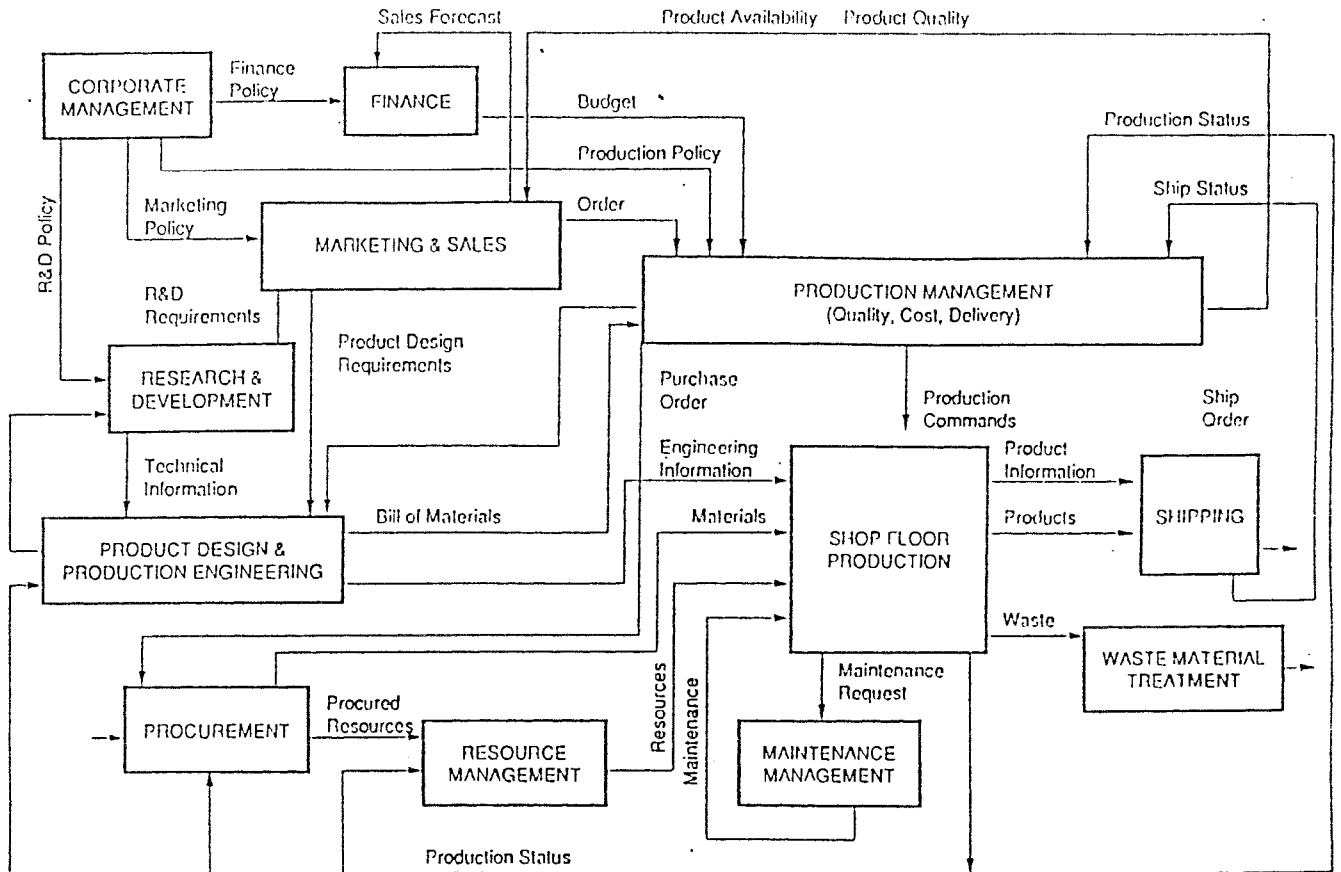 Sales Forecast
Product Availability
Product Quality
CORPORATE
MANAGEMENT
Finance
Policy
FINANCE
Budget
Production Status
Production Policy
Ship Status
R&D Policy
Marketing
Policy
MARKETING & SALES
Order
PRODUCTION MANAGEMENT
(Quality, Cost, Delivery)
R&D
Requirements
Product Design
Requirements
RESEARCH &
DEVELOPMENT
Purchase
Order
Production
Commands
Ship
Order
Technical
Information
Engineering
Information
Product
Information
SHIPPING
Bill of Materials
Materials
Products
PRODUCT DESIGN &
PRODUCTION ENGINEERING
SHOP FLOOR
PRODUCTION
Waste
WASTE MATERIAL
TREATMENT
Maintenance
Request
Resources
Maintenance
PROCUREMENT
Procured
Resources
RESOURCE
MANAGEMENT
MAINTENANCE
MANAGEMENT
Production Status